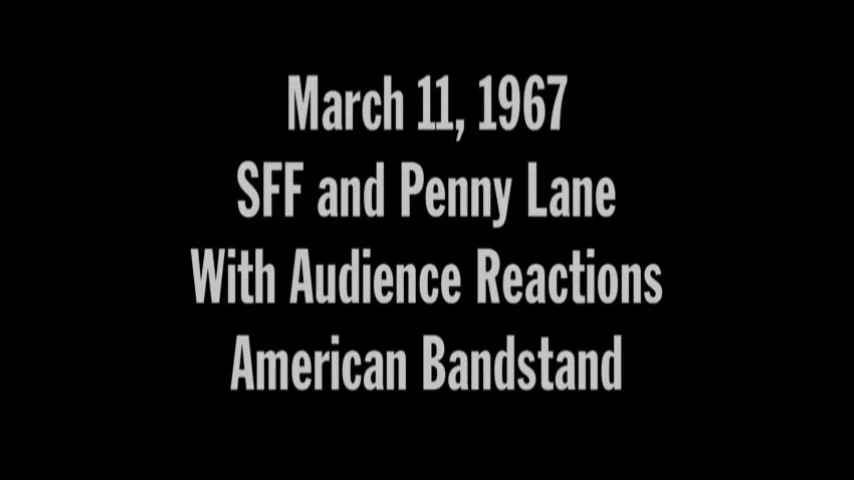 March 11, 1967
SFF and Penny Lane
With Audience Reactions
American Bandstand